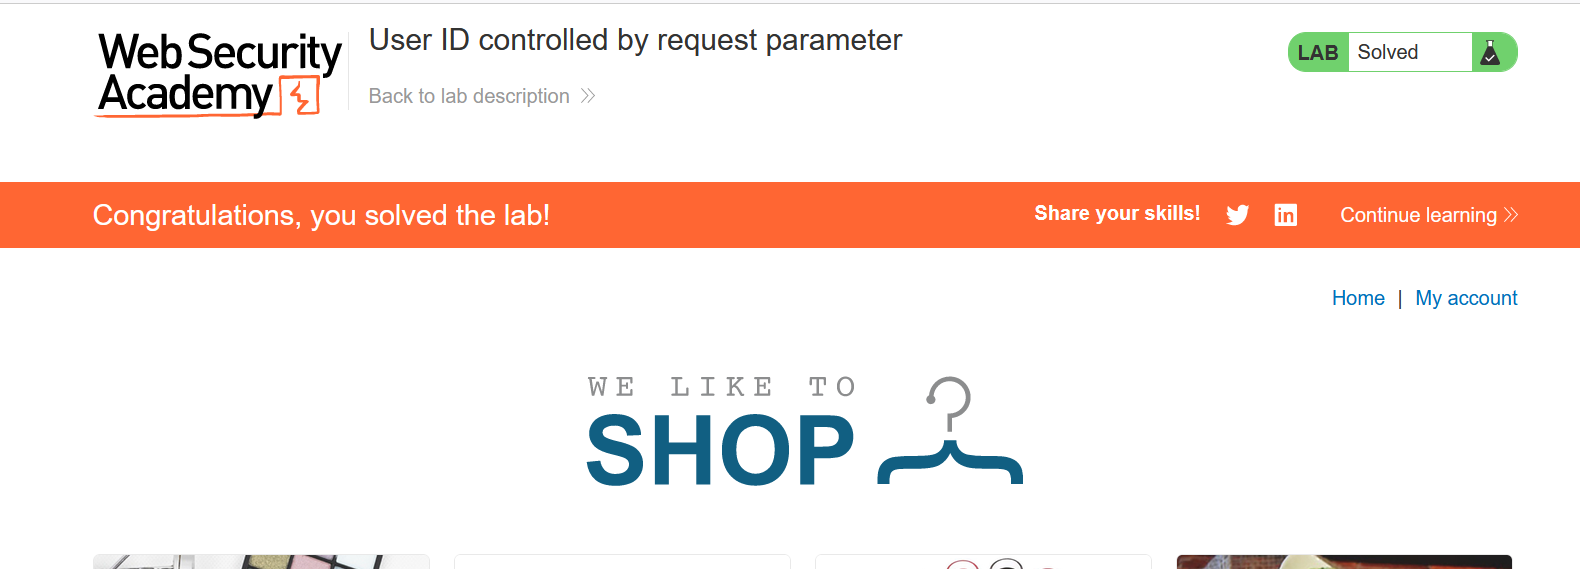 Web Security
Academy
User ID controlled by request parameter
Back to lab description
LAB Solved
Congratulations, you solved the lab!
Share your skills!
Continue learning
Home | My account
WE LIKE TO
SHOP